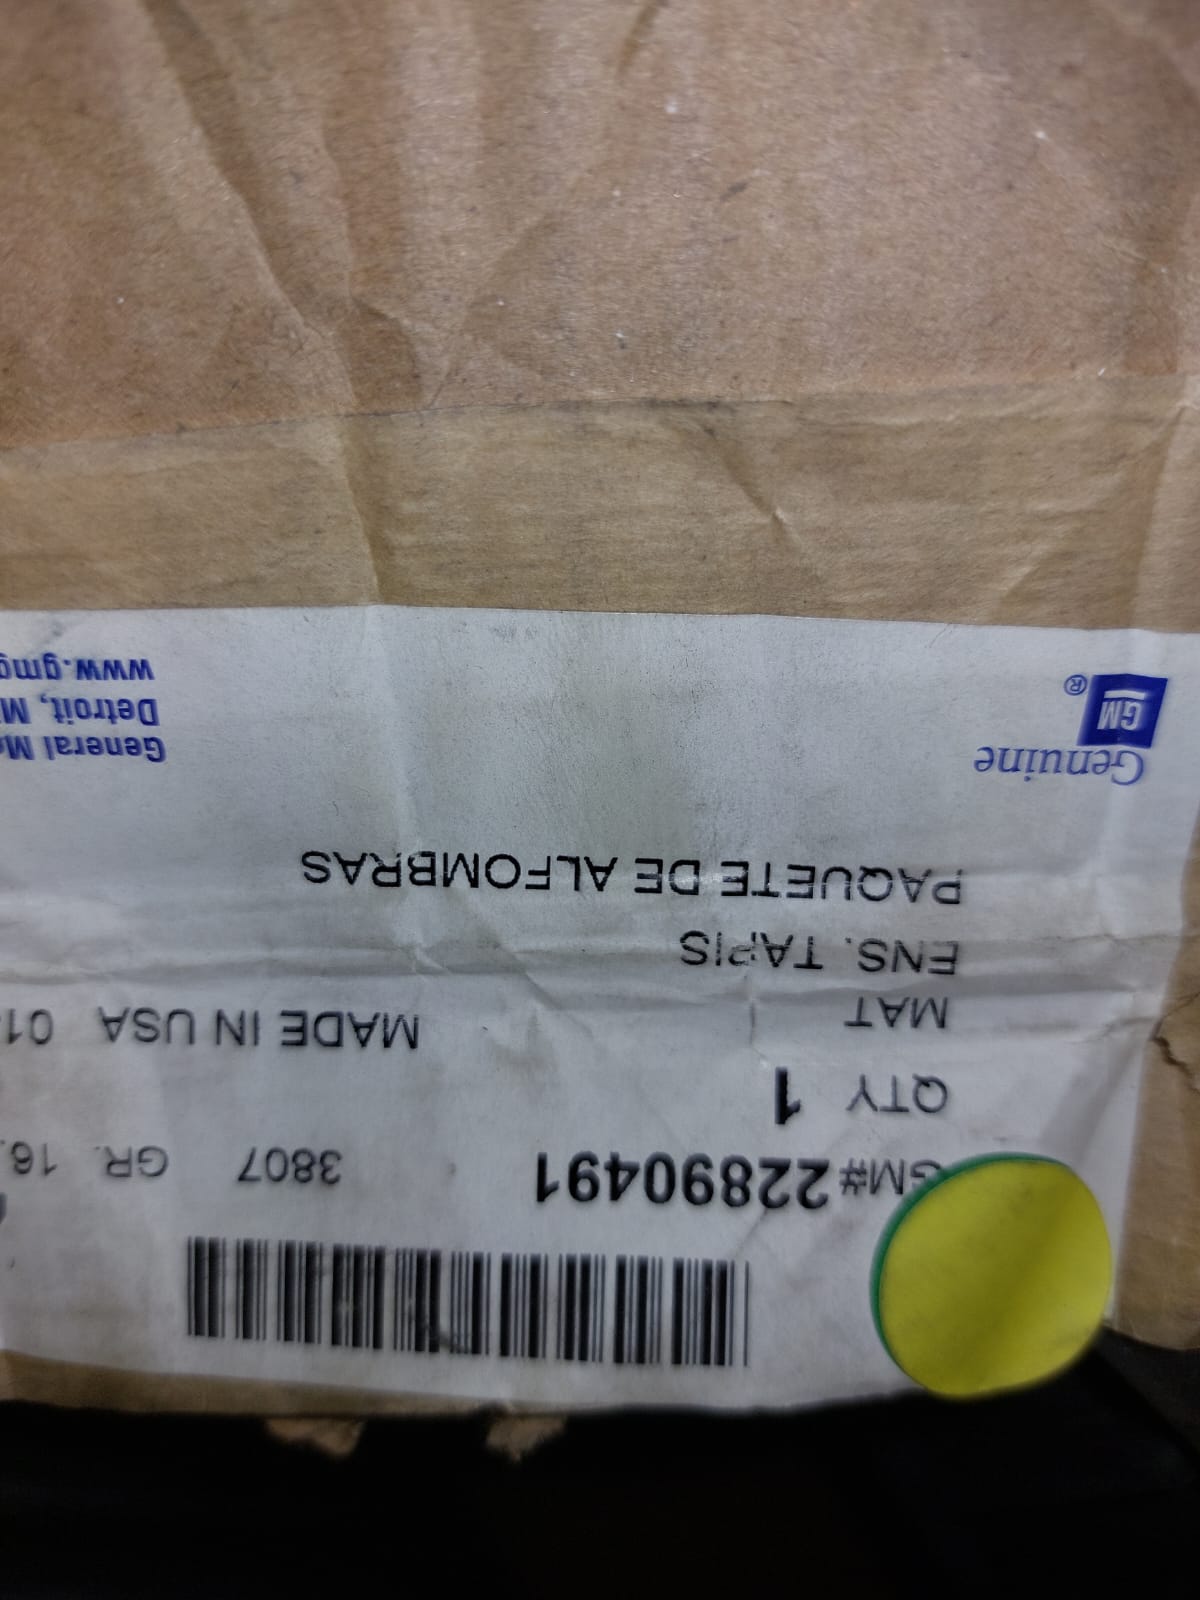 GM# 22890491 3807 GR. 16.
QTY 1
MAT MADE IN USA
ENS. TAPIS
PAQUETE DE ALFOMBRAS
Genuine
GM ®
General
Detroit,